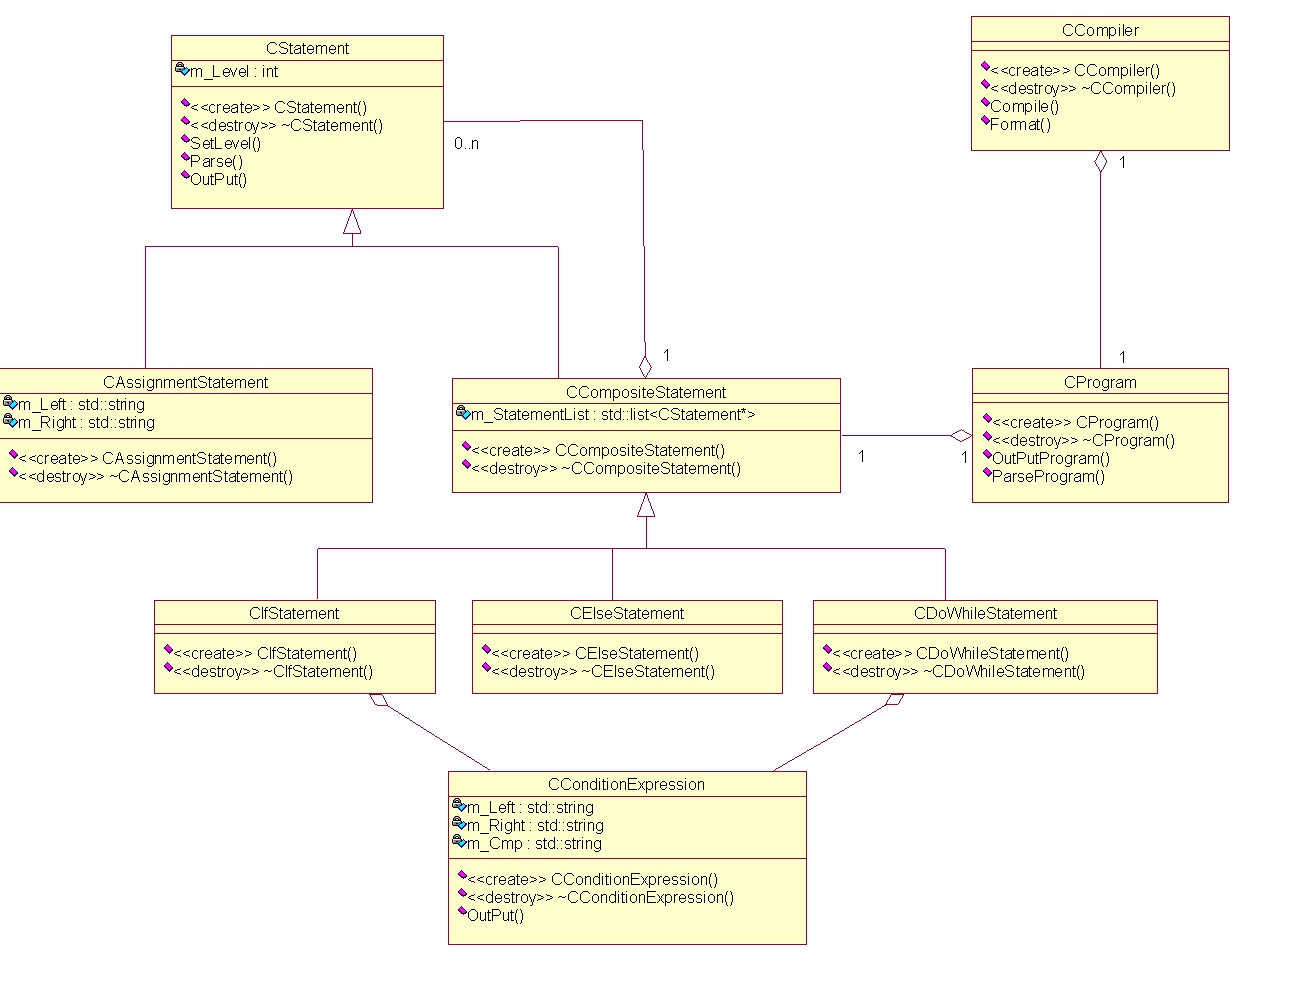 CStatement
m_Level : int
<<create>> CStatement()
<<destroy>> ~CStatement()
SetLevel()
Parse()
OutPut()
0..n
CCompiler
<<create>> CCompiler()
<<destroy>> ~CCompiler()
Compile()
Format()
1
1
1
CAssignmentStatement
m_Left : std::string
m_Right : std::string
<<create>> CAssignmentStatement()
<<destroy>> ~CAssignmentStatement()
CCompositeStatement
m_StatementList : std::list<CStatement*>
<<create>> CCompositeStatement()
<<destroy>> ~CCompositeStatement()
1
1
CProgram
<<create>> CProgram()
<<destroy>> ~CProgram()
OutPutProgram()
ParseProgram()
CIfStatement
<<create>> CIfStatement()
<<destroy>> ~CIfStatement()
CElseStatement
<<create>> CElseStatement()
<<destroy>> ~CElseStatement()
CDoWhileStatement
<<create>> CDoWhileStatement()
<<destroy>> ~CDoWhileStatement()
CConditionExpression
m_Left : std::string
m_Right : std::string
m_Cmp : std::string
<<create>> CConditionExpression()
<<destroy>> ~CConditionExpression()
OutPut()